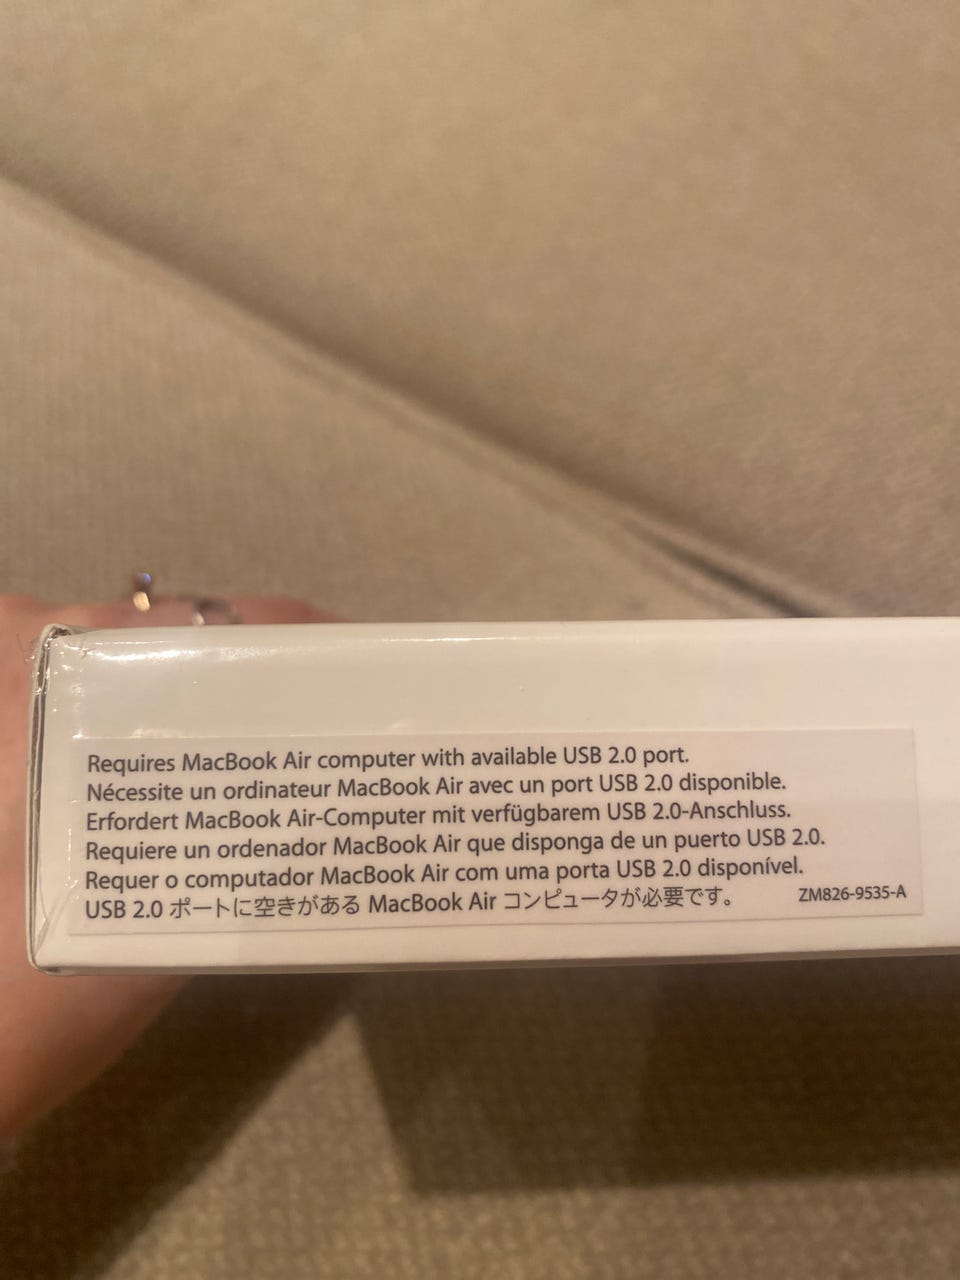 Requires MacBook Air computer with available USB 2.0 port.
Nécessite un ordinateur MacBook Air avec un port USB 2.0 disponible.
Erfordert MacBook Air-Computer mit verfügbarem USB 2.0-Anschluss.
Requiere un ordenador MacBook Air que disponga de un puerto USB 2.0.
Requer o computador MacBook Air com uma porta USB 2.0 disponível.
USB 2.0 ポートに空きがある MacBook Air コンピュータが必要です。 ZM826-9535-A